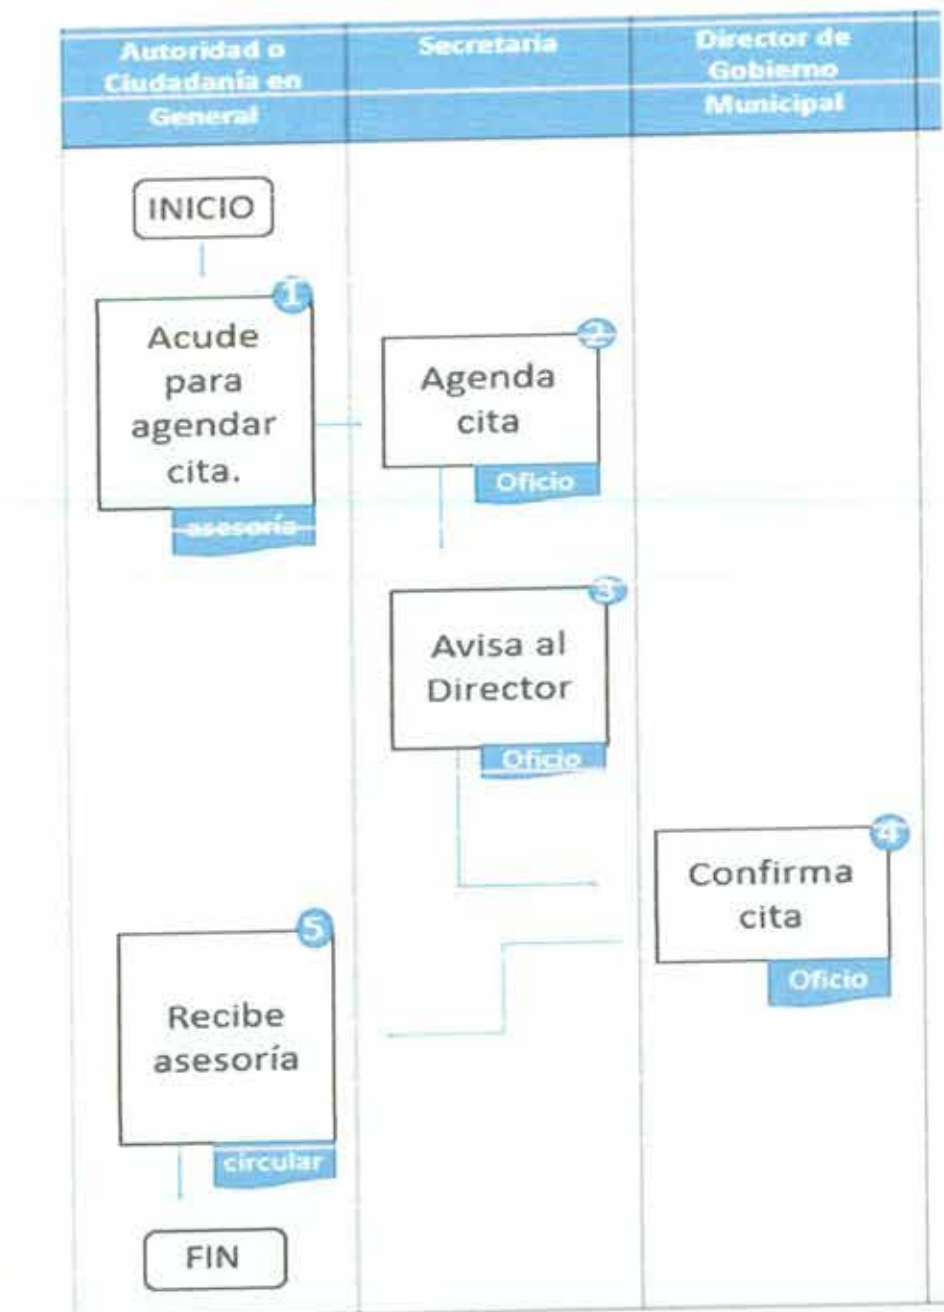 Autoridad o
Ciudadanía en
General
Secretaria
Director de
Gobierno
Municipal
INICIO
1
Acude
para
agendar
cita.
asesoría
2
Agenda
cita
Oficio
3
Avisa al
Director
Oficio
4
Confirma
cita
Oficio
5
Recibe
asesoría
circular
FIN